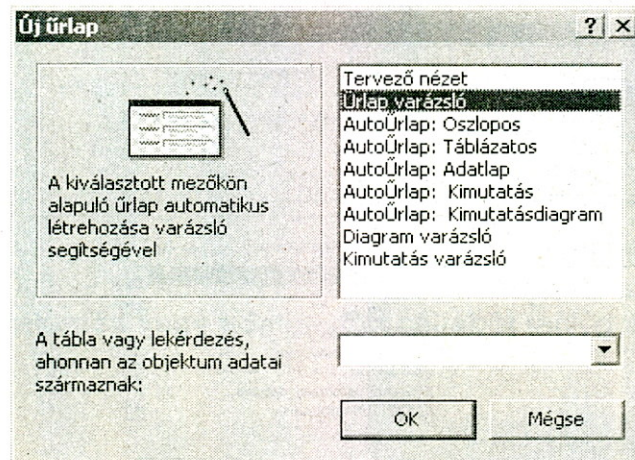 Új űrlap
A kiválasztott mezőkön
alapuló űrlap automatikus
létrehozása varázsló
segítségével
Tervező nézet
Űrlap varázsló
AutoŰrlap: Oszlopos
AutoŰrlap: Táblázatos
AutoŰrlap: Adatlap
AutoŰrlap: Kimutatás
AutoŰrlap: Kimutatásdiagram
Diagram varázsló
Kimutatás varázsló
A tábla vagy lekérdezés,
ahonnan az objektum adatai
származnak:
OK Mégse